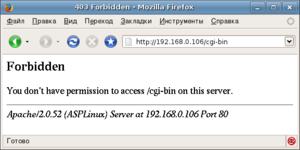 403 Forbidden - Mozilla Firefox
Файл Правка Вид Переход Закладки Инструменты Справка
http://192.168.0.106/cgi-bin
Forbidden
You don't have permission to access /cgi-bin on this server.
Apache/2.0.52 (ASPLinux) Server at 192.168.0.106 Port 80
Готово